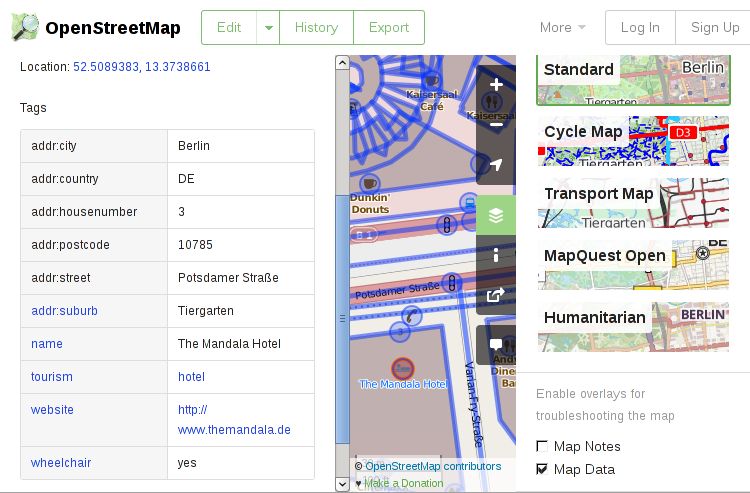 OpenStreetMap
Edit
History
Export
More
Log In
Sign Up
Location: 52.5089383, 13.3738661
Tags
addr:city Berlin
addr:country DE
addr:housenumber 3
addr:postcode 10785
addr:street Potsdamer Straße
addr:suburb Tiergarten
name The Mandala Hotel
tourism hotel
website http://
www.themandala.de
wheelchair yes
Kaisersaal
Café
Kaisersaal
Dunkin'
Donuts
B 1
Potsdamer Straße
3
The Mandala Hotel
Varian-Fry-Straße
© OpenStreetMap contributors
♥ Make a Donation
Standard
Berlin
Tiergarten
Cycle Map
D3
Tiergarten
Transport Map
Tiergarten
MapQuest Open
BE
Humanitarian
BERLIN
Enable overlays for
troubleshooting the map
Map Notes
Map Data